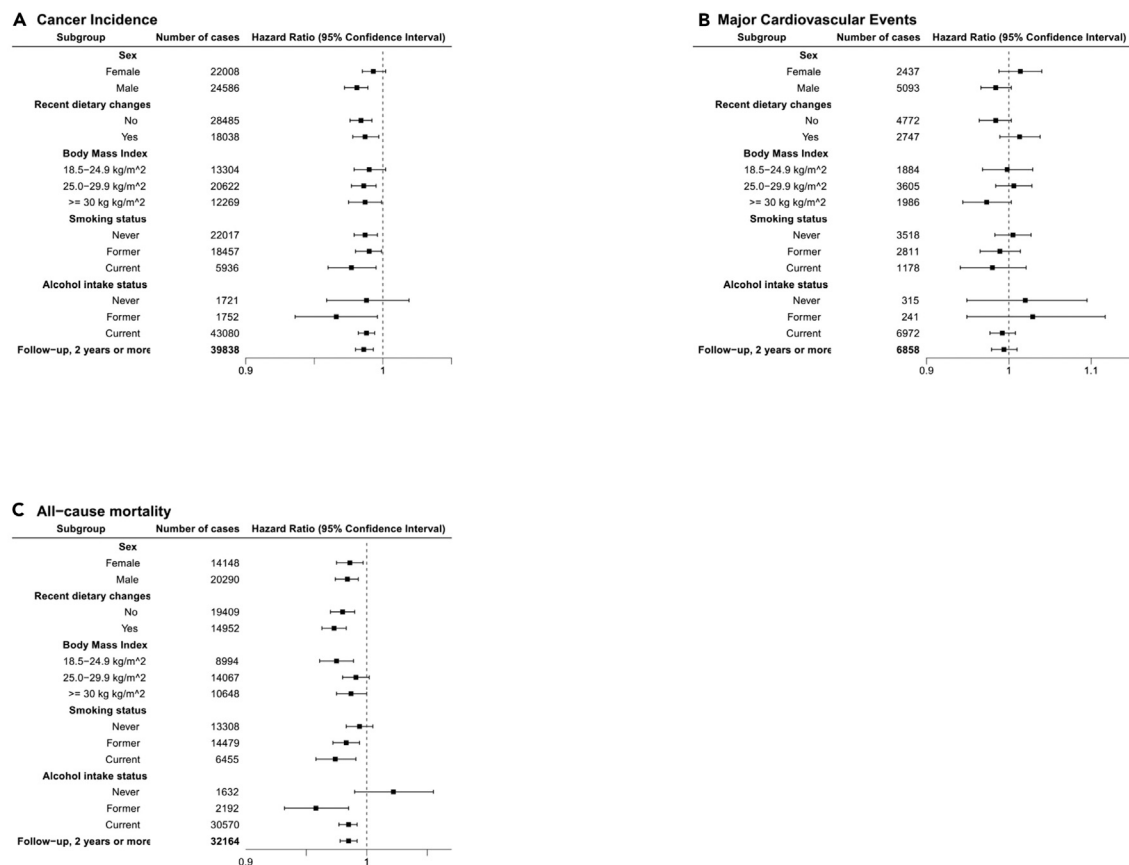 A Cancer Incidence
Subgroup Number of cases Hazard Ratio (95% Confidence Interval)
Sex
Female 22008
Male 24586
Recent dietary changes
No 28485
Yes 18038
Body Mass Index
18.5−24.9 kg/m^2 13304
25.0−29.9 kg/m^2 20622
>= 30 kg kg/m^2 12269
Smoking status
Never 22017
Former 18457
Current 5936
Alcohol intake status
Never 1721
Former 1752
Current 43080
Follow−up, 2 years or more 39838
0.9 1
B Major Cardiovascular Events
Subgroup Number of cases Hazard Ratio (95% Confidence Interval)
Sex
Female 2437
Male 5093
Recent dietary changes
No 4772
Yes 2747
Body Mass Index
18.5−24.9 kg/m^2 1884
25.0−29.9 kg/m^2 3605
>= 30 kg kg/m^2 1986
Smoking status
Never 3518
Former 2811
Current 1178
Alcohol intake status
Never 315
Former 241
Current 6972
Follow−up, 2 years or more 6858
0.9 1 1.1
C All−cause mortality
Subgroup Number of cases Hazard Ratio (95% Confidence Interval)
Sex
Female 14148
Male 20290
Recent dietary changes
No 19409
Yes 14952
Body Mass Index
18.5−24.9 kg/m^2 8994
25.0−29.9 kg/m^2 14067
>= 30 kg kg/m^2 10648
Smoking status
Never 13308
Former 14479
Current 6455
Alcohol intake status
Never 1632
Former 2192
Current 30570
Follow−up, 2 years or more 32164
0.9 1